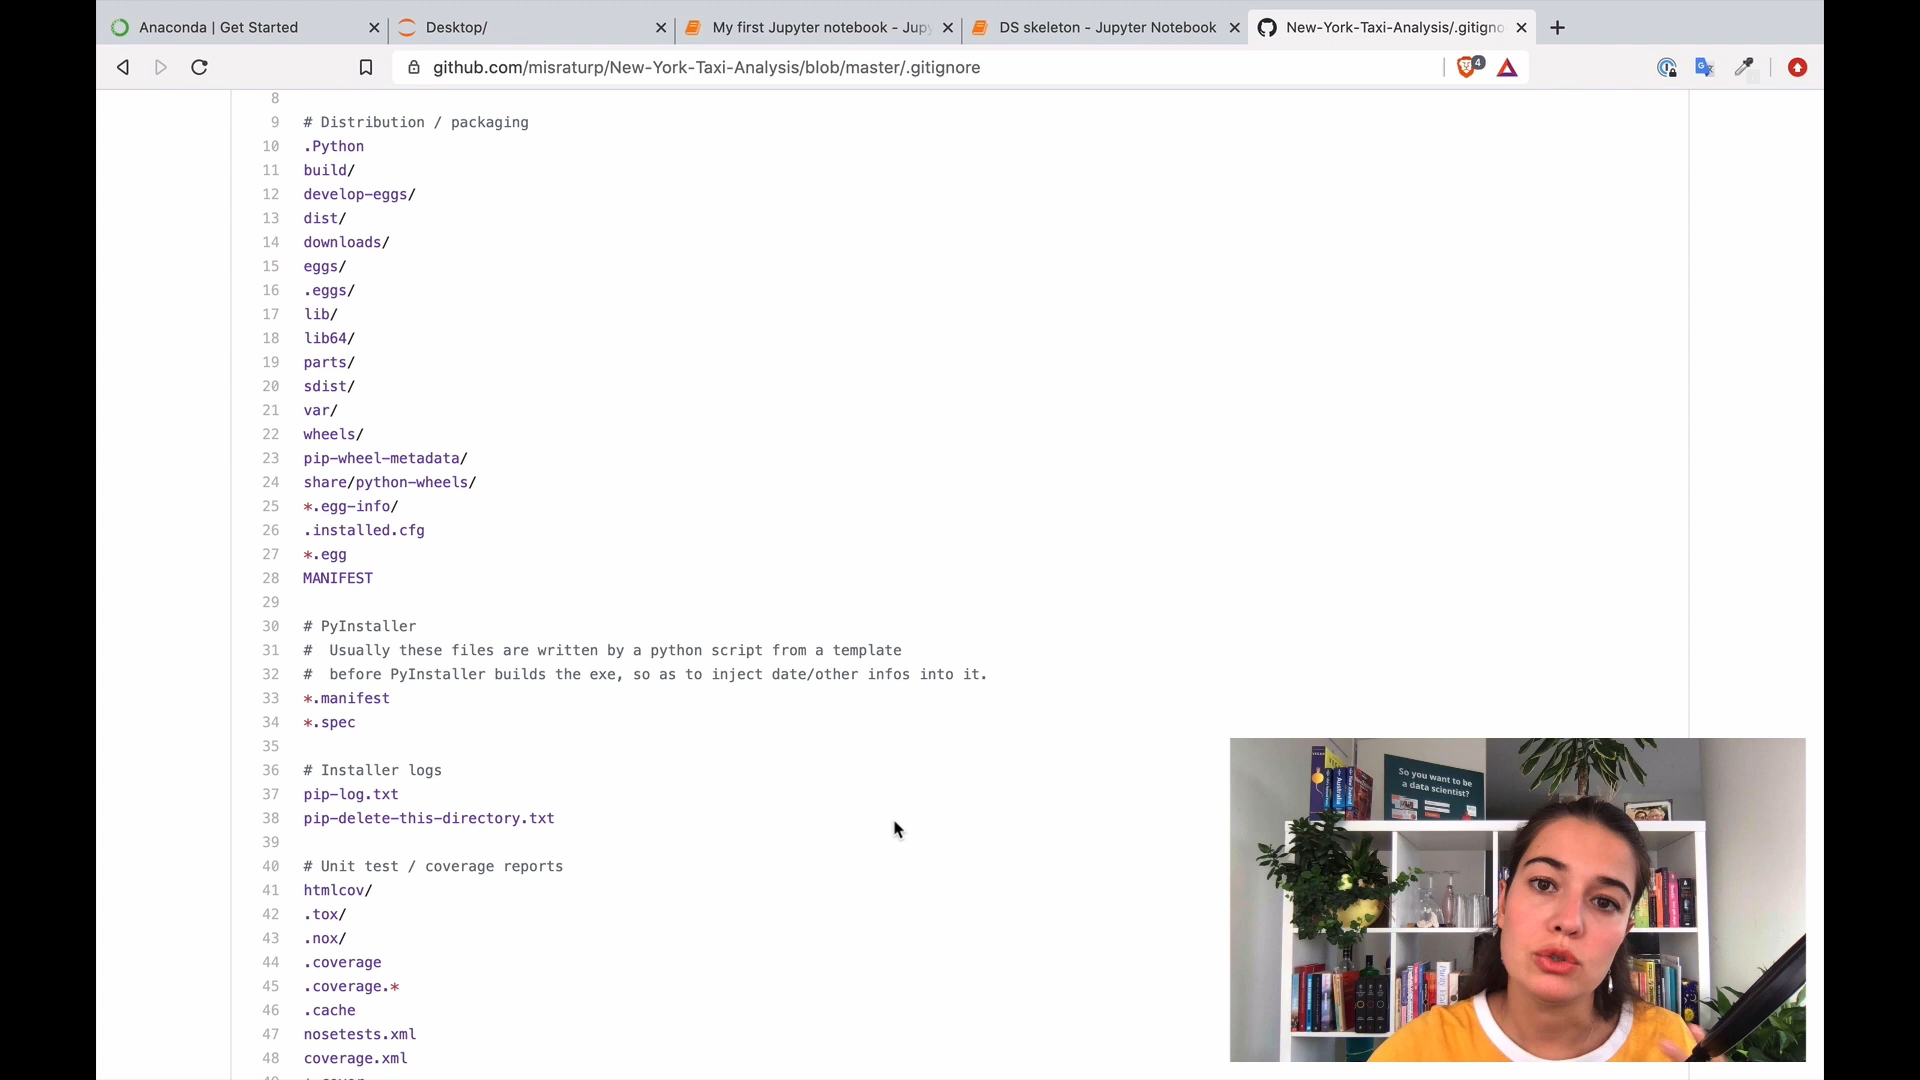 Anaconda | Get Started
Desktop/
My first Jupyter notebook - Jup
DS skeleton - Jupyter Notebook
New-York-Taxi-Analysis/.gitigno
github.com/misraturp/New-York-Taxi-Analysis/blob/master/.gitignore
4
8
9 # Distribution / packaging
10 .Python
11 build/
12 develop-eggs/
13 dist/
14 downloads/
15 eggs/
16 .eggs/
17 lib/
18 lib64/
19 parts/
20 sdist/
21 var/
22 wheels/
23 pip-wheel-metadata/
24 share/python-wheels/
25 *.egg-info/
26 .installed.cfg
27 *.egg
28 MANIFEST
29
30 # PyInstaller
31 #  Usually these files are written by a python script from a template
32 #  before PyInstaller builds the exe, so as to inject date/other infos into it.
33 *.manifest
34 *.spec
35
36 # Installer logs
37 pip-log.txt
38 pip-delete-this-directory.txt
39
40 # Unit test / coverage reports
41 htmlcov/
42 .tox/
43 .nox/
44 .coverage
45 .coverage.*
46 .cache
47 nosetests.xml
48 coverage.xml
So you want to be
a data scientist?
Australia